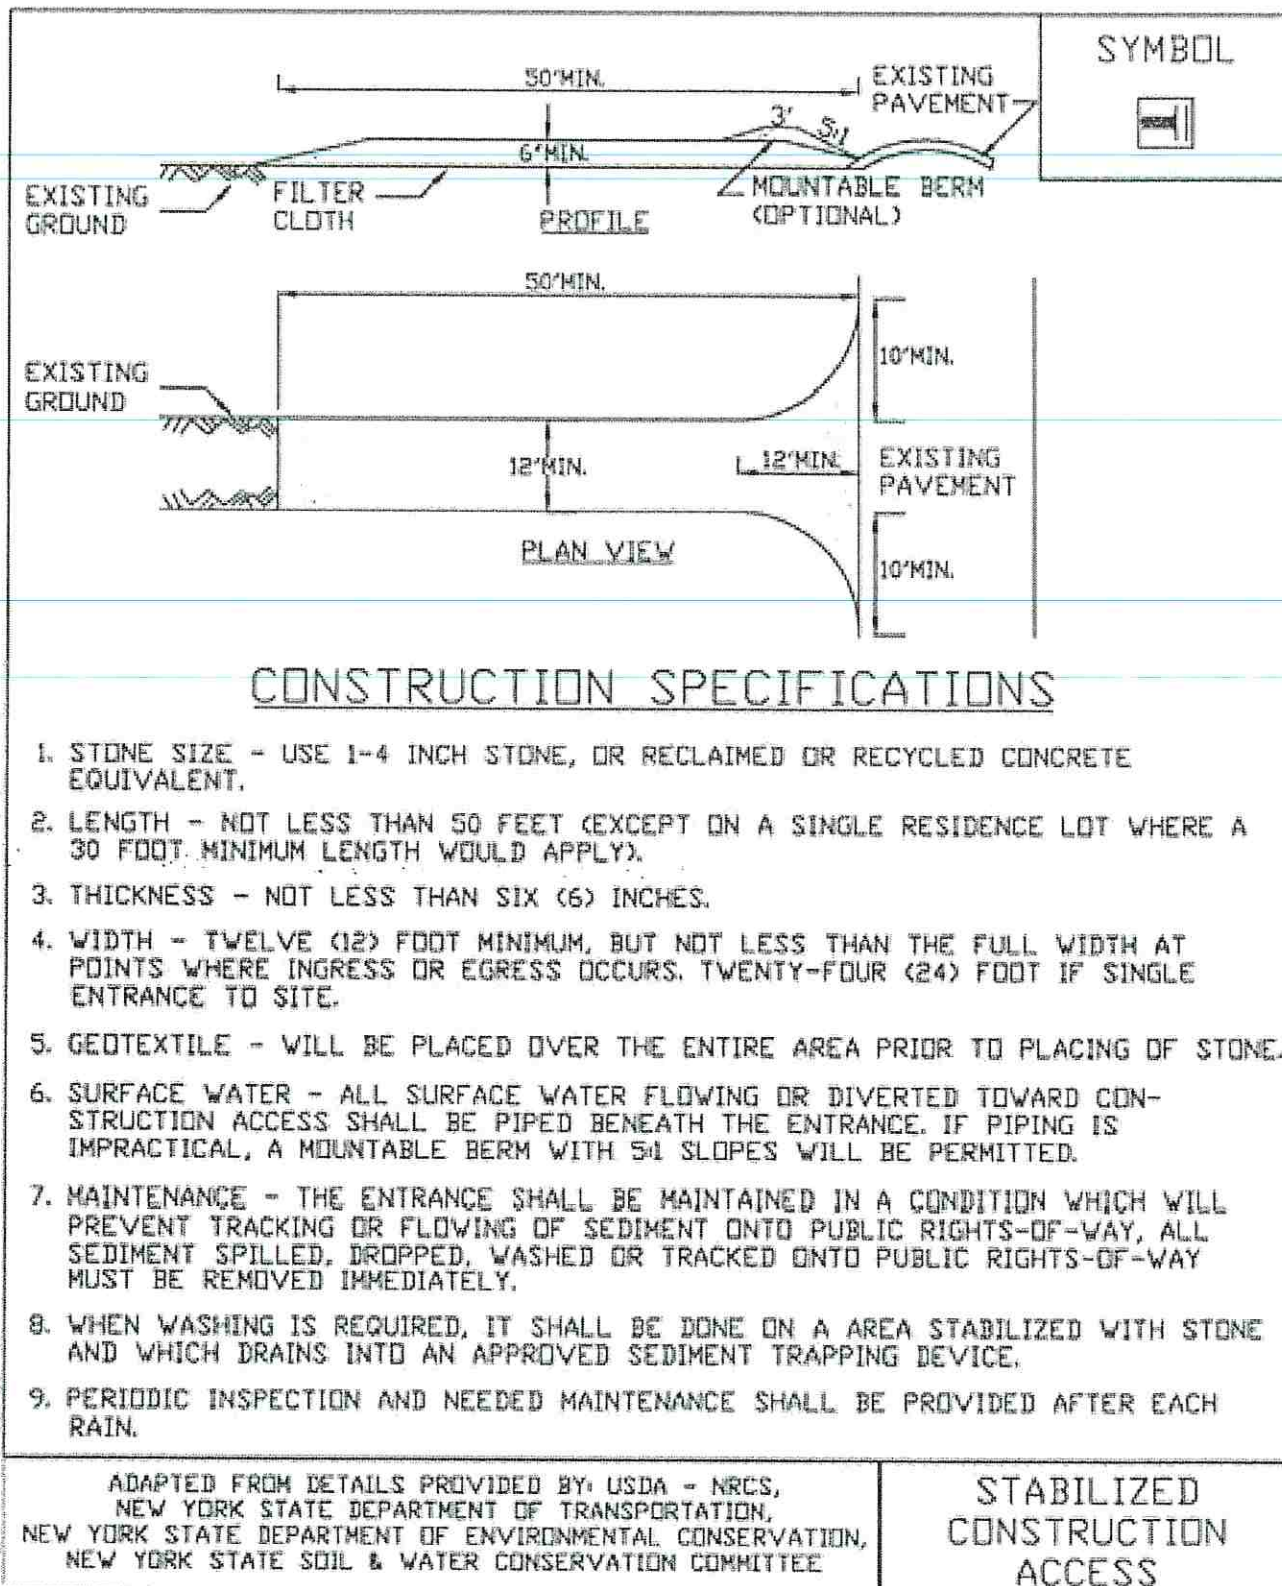 SYMBOL
50'MIN.
EXISTING
PAVEMENT
3'
5:1
6"MIN.
EXISTING
GROUND
FILTER
CLOTH
PROFILE
MOUNTABLE BERM
(OPTIONAL)
50'MIN.
10'MIN.
EXISTING
GROUND
12'MIN.
12'MIN.
EXISTING
PAVEMENT
PLAN VIEW
10'MIN.
CONSTRUCTION SPECIFICATIONS
1. STONE SIZE - USE 1-4 INCH STONE, OR RECLAIMED OR RECYCLED CONCRETE
EQUIVALENT.
2. LENGTH - NOT LESS THAN 50 FEET (EXCEPT ON A SINGLE RESIDENCE LOT WHERE A
30 FOOT MINIMUM LENGTH WOULD APPLY).
3. THICKNESS - NOT LESS THAN SIX (6) INCHES.
4. WIDTH - TWELVE (12) FOOT MINIMUM, BUT NOT LESS THAN THE FULL WIDTH AT
POINTS WHERE INGRESS OR EGRESS OCCURS. TWENTY-FOUR (24) FOOT IF SINGLE
ENTRANCE TO SITE.
5. GEOTEXTILE - WILL BE PLACED OVER THE ENTIRE AREA PRIOR TO PLACING OF STONE.
6. SURFACE WATER - ALL SURFACE WATER FLOWING OR DIVERTED TOWARD CON-
STRUCTION ACCESS SHALL BE PIPED BENEATH THE ENTRANCE. IF PIPING IS
IMPRACTICAL, A MOUNTABLE BERM WITH 5:1 SLOPES WILL BE PERMITTED.
7. MAINTENANCE - THE ENTRANCE SHALL BE MAINTAINED IN A CONDITION WHICH WILL
PREVENT TRACKING OR FLOWING OF SEDIMENT ONTO PUBLIC RIGHTS-OF-WAY, ALL
SEDIMENT SPILLED, DROPPED, WASHED OR TRACKED ONTO PUBLIC RIGHTS-OF-WAY
MUST BE REMOVED IMMEDIATELY.
8. WHEN WASHING IS REQUIRED, IT SHALL BE DONE ON A AREA STABILIZED WITH STONE
AND WHICH DRAINS INTO AN APPROVED SEDIMENT TRAPPING DEVICE.
9. PERIODIC INSPECTION AND NEEDED MAINTENANCE SHALL BE PROVIDED AFTER EACH
RAIN.
ADAPTED FROM DETAILS PROVIDED BY: USDA - NRCS,
NEW YORK STATE DEPARTMENT OF TRANSPORTATION,
NEW YORK STATE DEPARTMENT OF ENVIRONMENTAL CONSERVATION,
NEW YORK STATE SOIL & WATER CONSERVATION COMMITTEE
STABILIZED
CONSTRUCTION
ACCESS